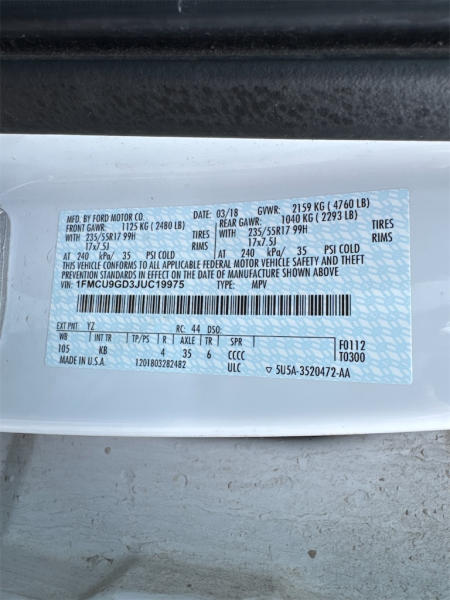 MFD. BY FORD MOTOR CO.
03/18 GVWR: 2159 KG ( 4760 LB)
FRONT GAWR: 1125 KG ( 2480 LB) REAR GAWR: 1040 KG ( 2293 LB)
WITH 235/55R17 99H TIRES WITH 235/55R17 99H TIRES
17x7.5J RIMS 17x7.5J RIMS
AT 240 kPa/ 35 PSI COLD AT 240 kPa/ 35 PSI COLD
THIS VEHICLE CONFORMS TO ALL APPLICABLE FEDERAL MOTOR VEHICLE SAFETY AND THEFT
PREVENTION STANDARDS IN EFFECT ON THE DATE OF MANUFACTURE SHOWN ABOVE.
VIN: 1FMCU9GD3JUC19975 TYPE: MPV
EXT PNT YZ RC: 44 DSO:
WB INT TR TP/PS R AXLE TR SPR F0112
105 KB 4 35 6 CCCC T0300
MADE IN U.S.A. 1201803282482 ULC ▽ 5U5A-3520472-AA